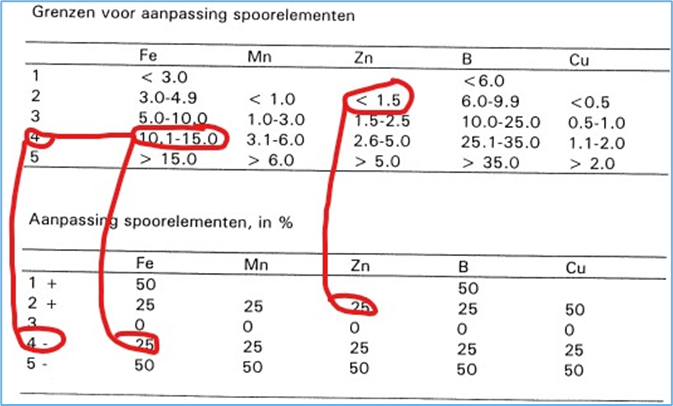 Grenzen voor aanpassing spoorelementen
Fe Mn Zn B Cu
1 < 3.0 <6.0
2 3.0-4.9 < 1.0 < 1.5 6.0-9.9 <0.5
3 5.0-10.0 1.0-3.0 1.5-2.5 10.0-25.0 0.5-1.0
4 10.1-15.0 3.1-6.0 2.6-5.0 25.1-35.0 1.1-2.0
5 > 15.0 > 6.0 > 5.0 > 35.0 > 2.0
Aanpassing spoorelementen, in %
Fe Mn Zn B Cu
1 + 50 50
2 + 25 25 25 25 50
3 0 0 0 0 0
4 - 25 25 25 25 25
5 - 50 50 50 50 50